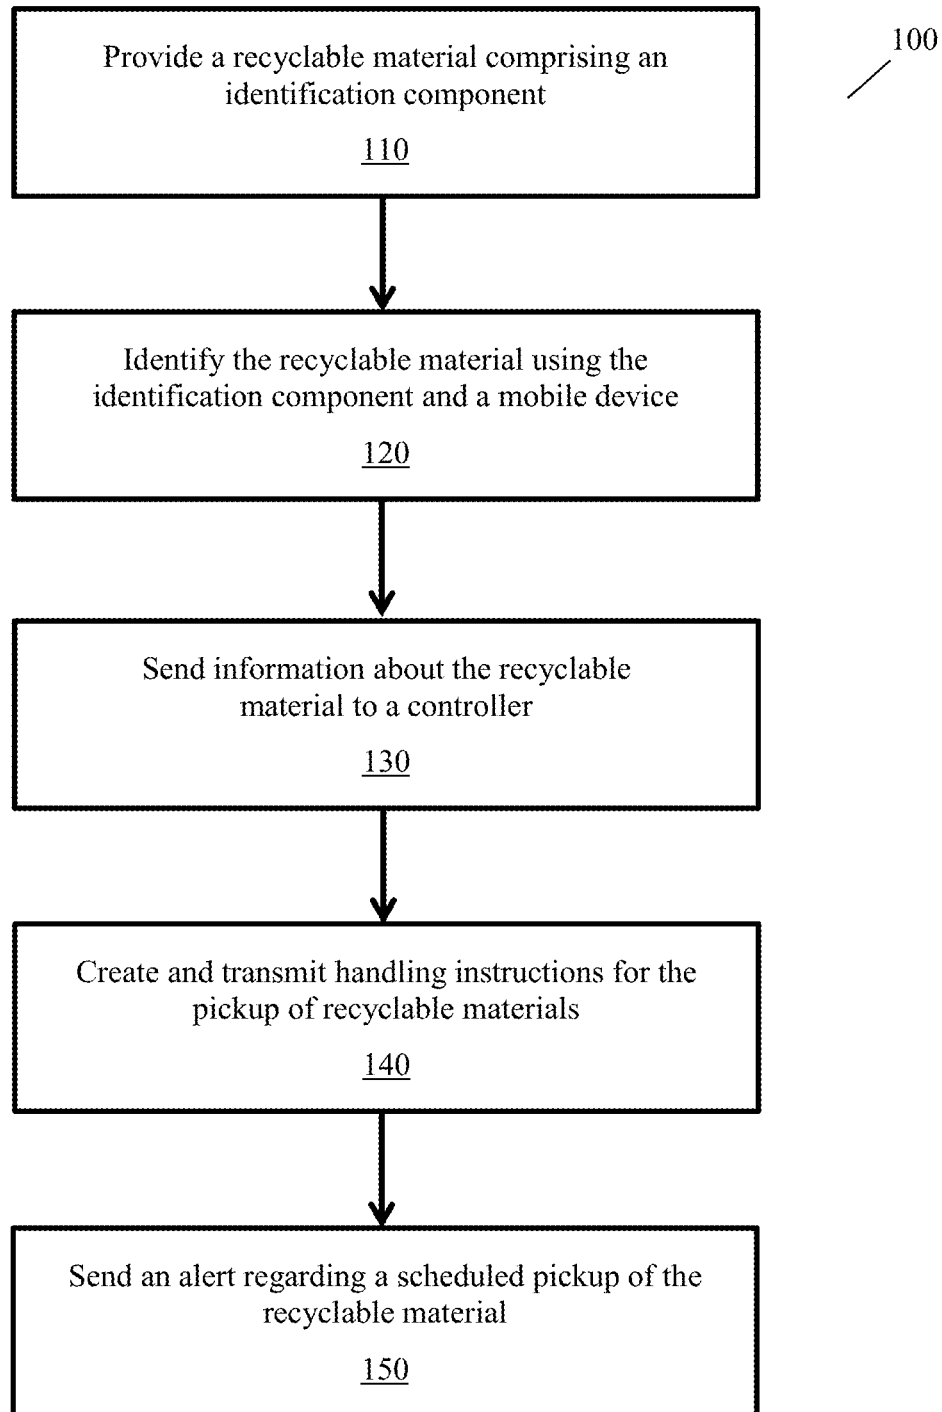 100
Provide a recyclable material comprising an
identification component
110
Identify the recyclable material using the
identification component and a mobile device
120
Send information about the recyclable
material to a controller
130
Create and transmit handling instructions for the
pickup of recyclable materials
140
Send an alert regarding a scheduled pickup of the
recyclable material
150